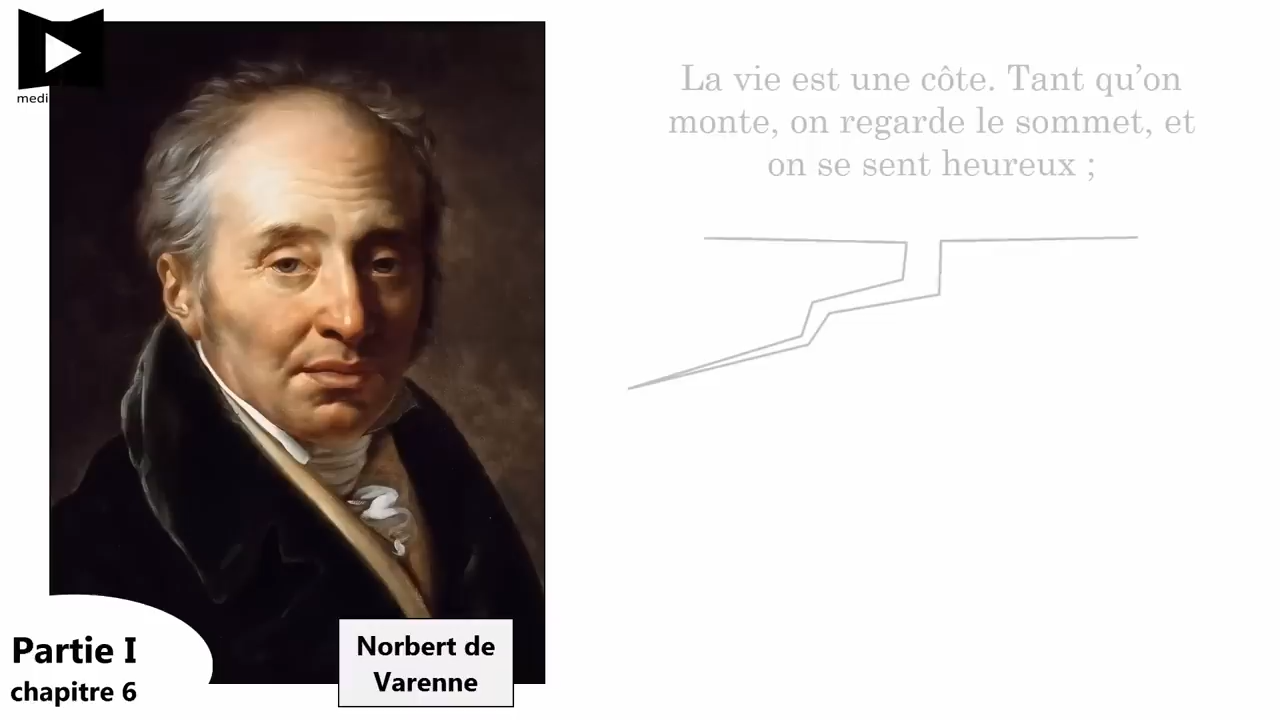 medi
La vie est une côte. Tant qu’on
monte, on regarde le sommet, et
on se sent heureux ;
Partie I
chapitre 6
Norbert de
Varenne